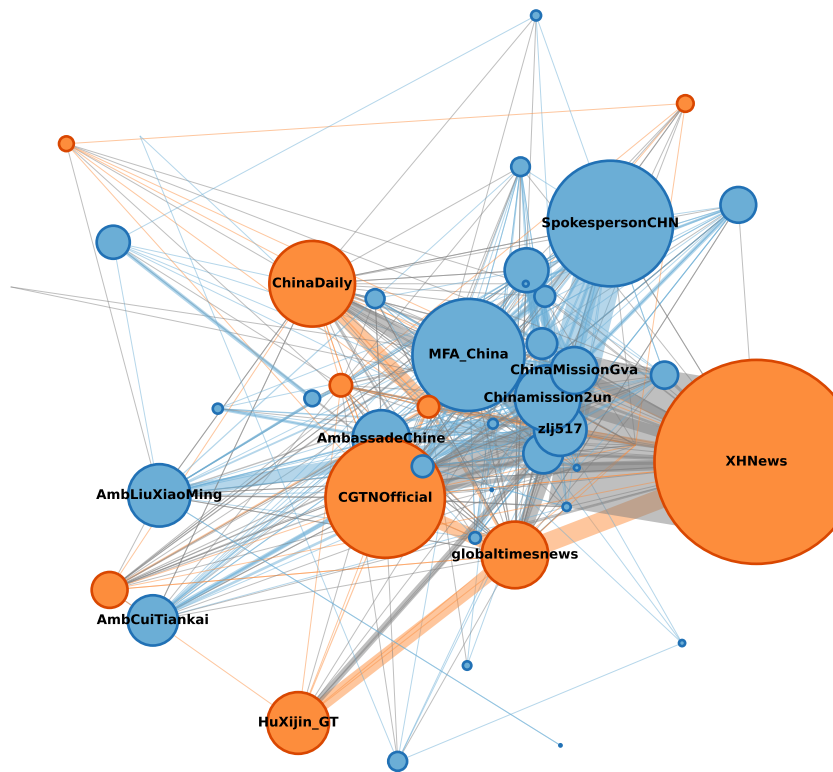 SpokespersonCHN
ChinaDaily
MFA_China
ChinaMissionGva
Chinamission2un
zlj517
AmbassadeChine
XHNews
AmbLiuXiaoMing
CGTNOfficial
globaltimesnews
AmbCuiTiankai
HuXijin_GT